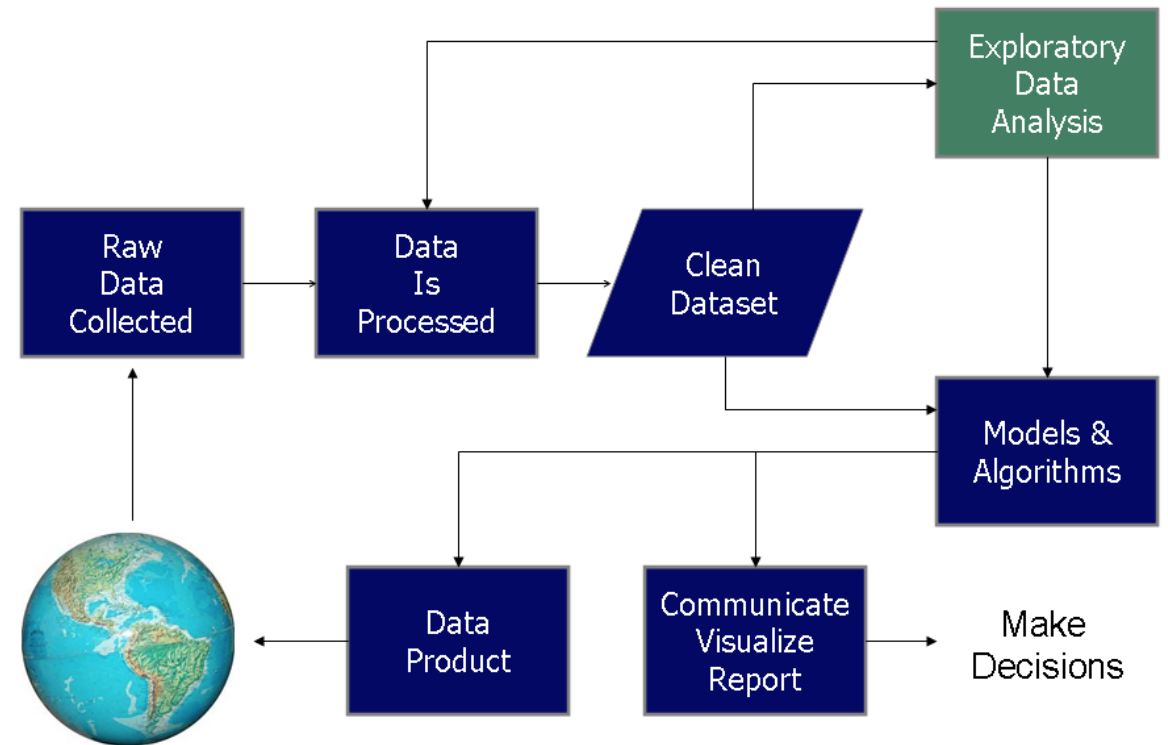 Exploratory
Data
Analysis
Raw
Data
Collected
Data
Is
Processed
Clean
Dataset
Models &
Algorithms
Data
Product
Communicate
Visualize
Report
Make
Decisions